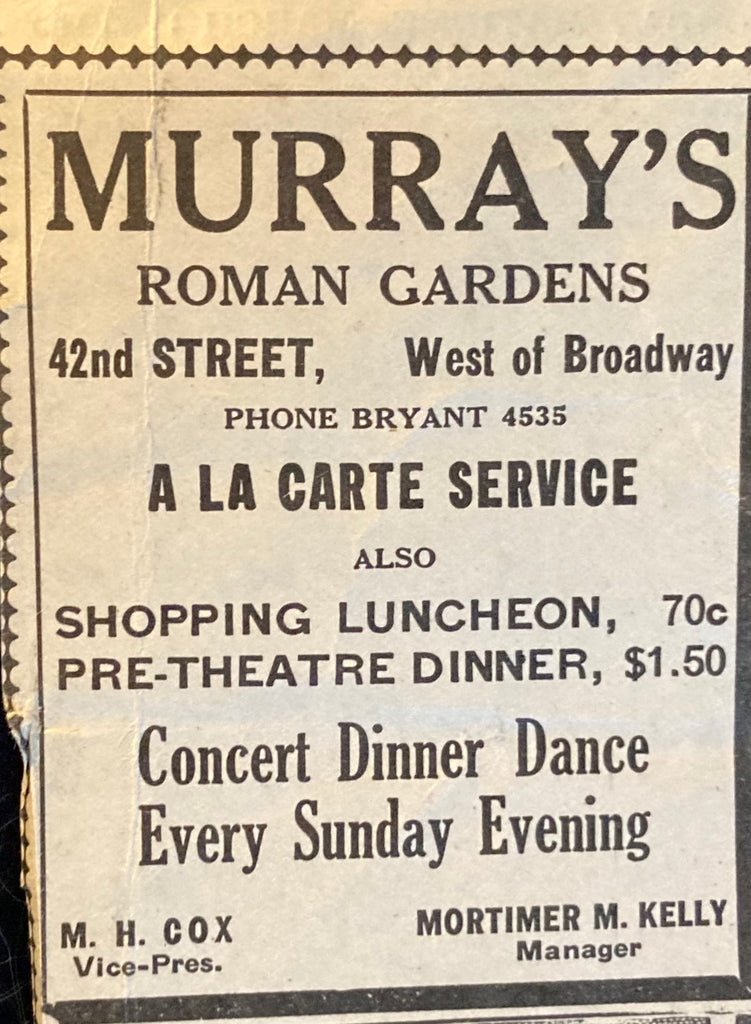 MURRAY'S
ROMAN GARDENS
42nd STREET, West of Broadway
PHONE BRYANT 4535
A LA CARTE SERVICE
ALSO
SHOPPING LUNCHEON, 70c
PRE-THEATRE DINNER, $1.50
Concert Dinner Dance
Every Sunday Evening
M. H. COX MORTIMER M. KELLY
Vice-Pres. Manager